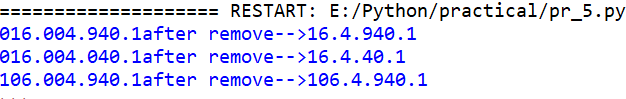 ==================== RESTART: E:/Python/practical/pr_5.py
016.004.940.1after remove-->16.4.940.1
016.004.040.1after remove-->16.4.40.1
106.004.940.1after remove-->106.4.940.1